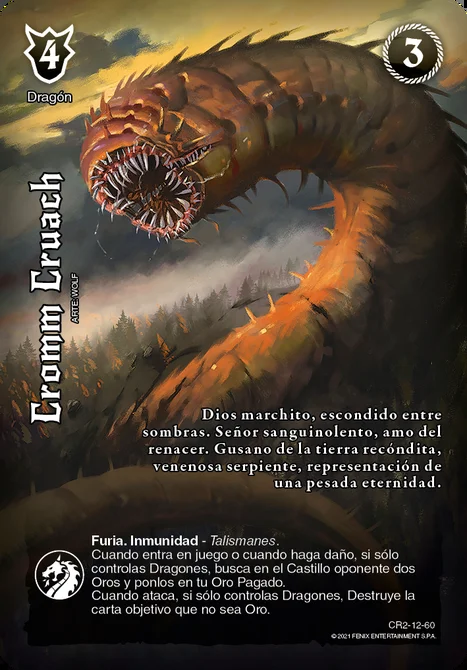 4
3
Dragón
Cromm Cruach
ARTE: WOLF
Dios marchito, escondido entre
sombras. Señor sanguinolento, amo del
renacer. Gusano de la tierra recóndita,
venenosa serpiente, representación de
una pesada eternidad.
Furia. Inmunidad - Talismanes.
Cuando entra en juego o cuando haga daño, si sólo
controlas Dragones, busca en el Castillo oponente dos
Oros y ponlos en tu Oro Pagado.
Cuando ataca, si sólo controlas Dragones, Destruye la
carta objetivo que no sea Oro.
CR2-12-60
© 2021 FENIX ENTERTAINMENT S.P.A.